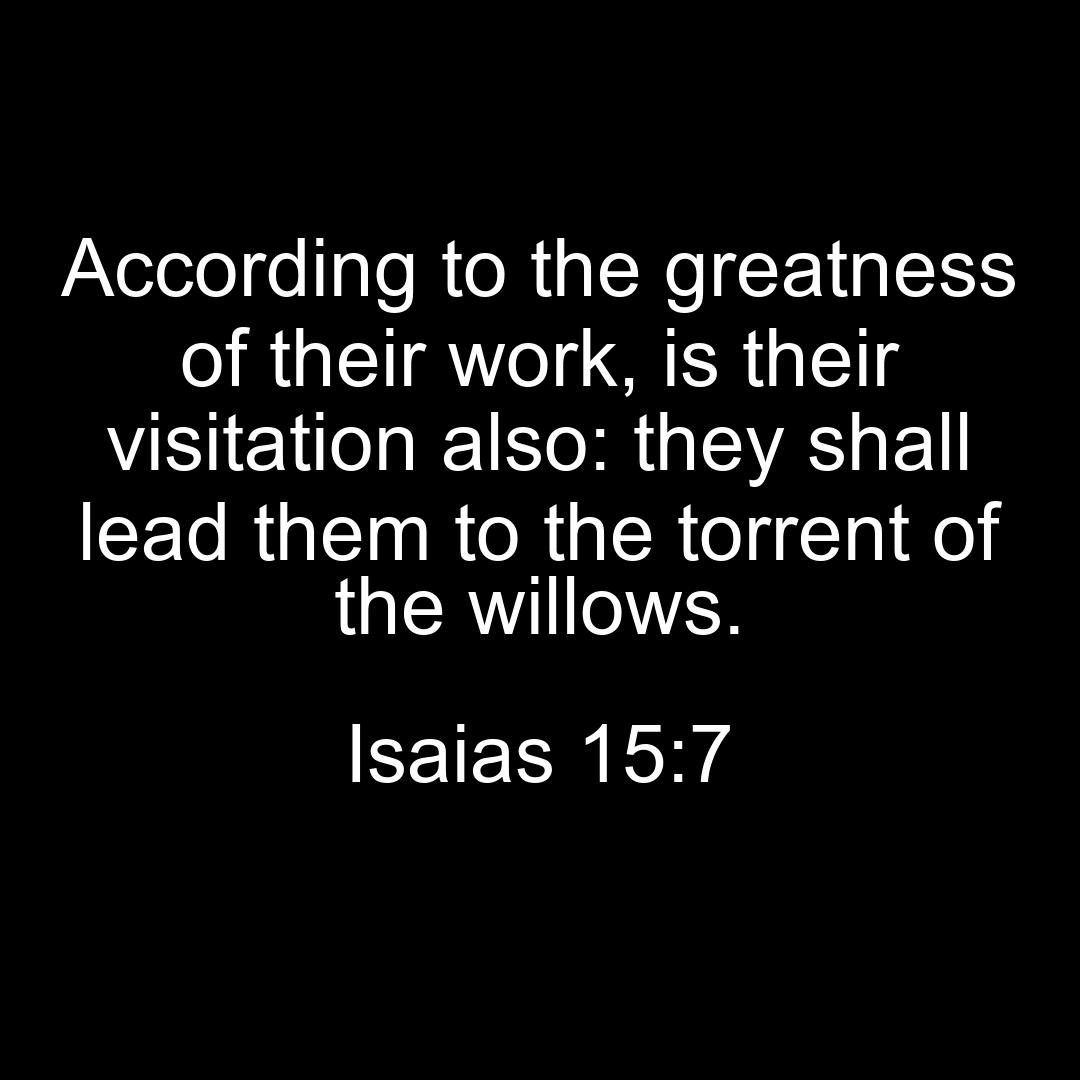 According to the greatness
of their work, is their
visitation also: they shall
lead them to the torrent of
the willows.
Isaias 15:7